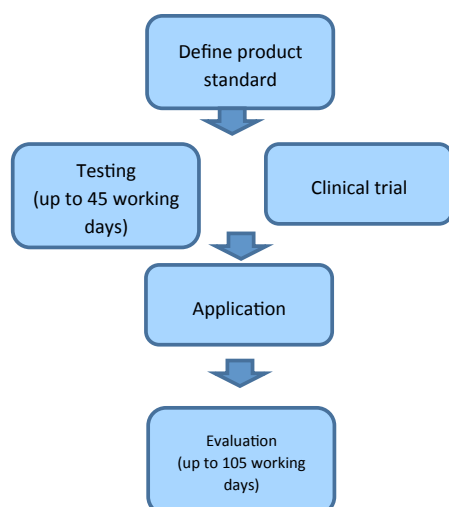 Define product
standard
Testing
(up to 45 working
days)
Clinical trial
Application
Evaluation
(up to 105 working
days)